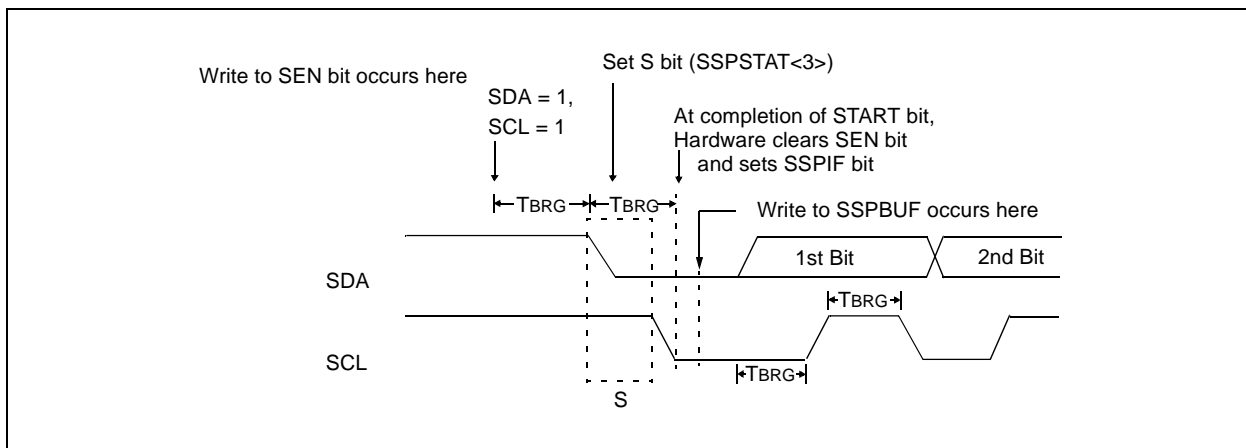 Set S bit (SSPSTAT<3>)
Write to SEN bit occurs here
SDA = 1,
SCL = 1
At completion of START bit,
Hardware clears SEN bit
and sets SSPIF bit
TBRG
TBRG
Write to SSPBUF occurs here
1st Bit
2nd Bit
SDA
TBRG
SCL
TBRG
S